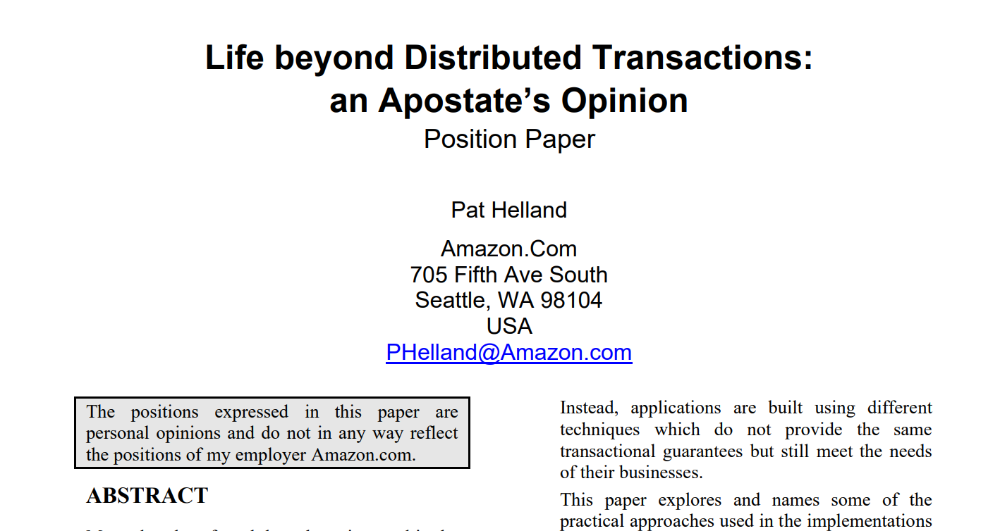 Life beyond Distributed Transactions:
an Apostate’s Opinion
Position Paper
Pat Helland
Amazon.Com
705 Fifth Ave South
Seattle, WA 98104
USA
PHelland@Amazon.com
The positions expressed in this paper are
personal opinions and do not in any way reflect
the positions of my employer Amazon.com.
ABSTRACT
Instead, applications are built using different
techniques which do not provide the same
transactional guarantees but still meet the needs
of their businesses.
This paper explores and names some of the
practical approaches used in the implementations